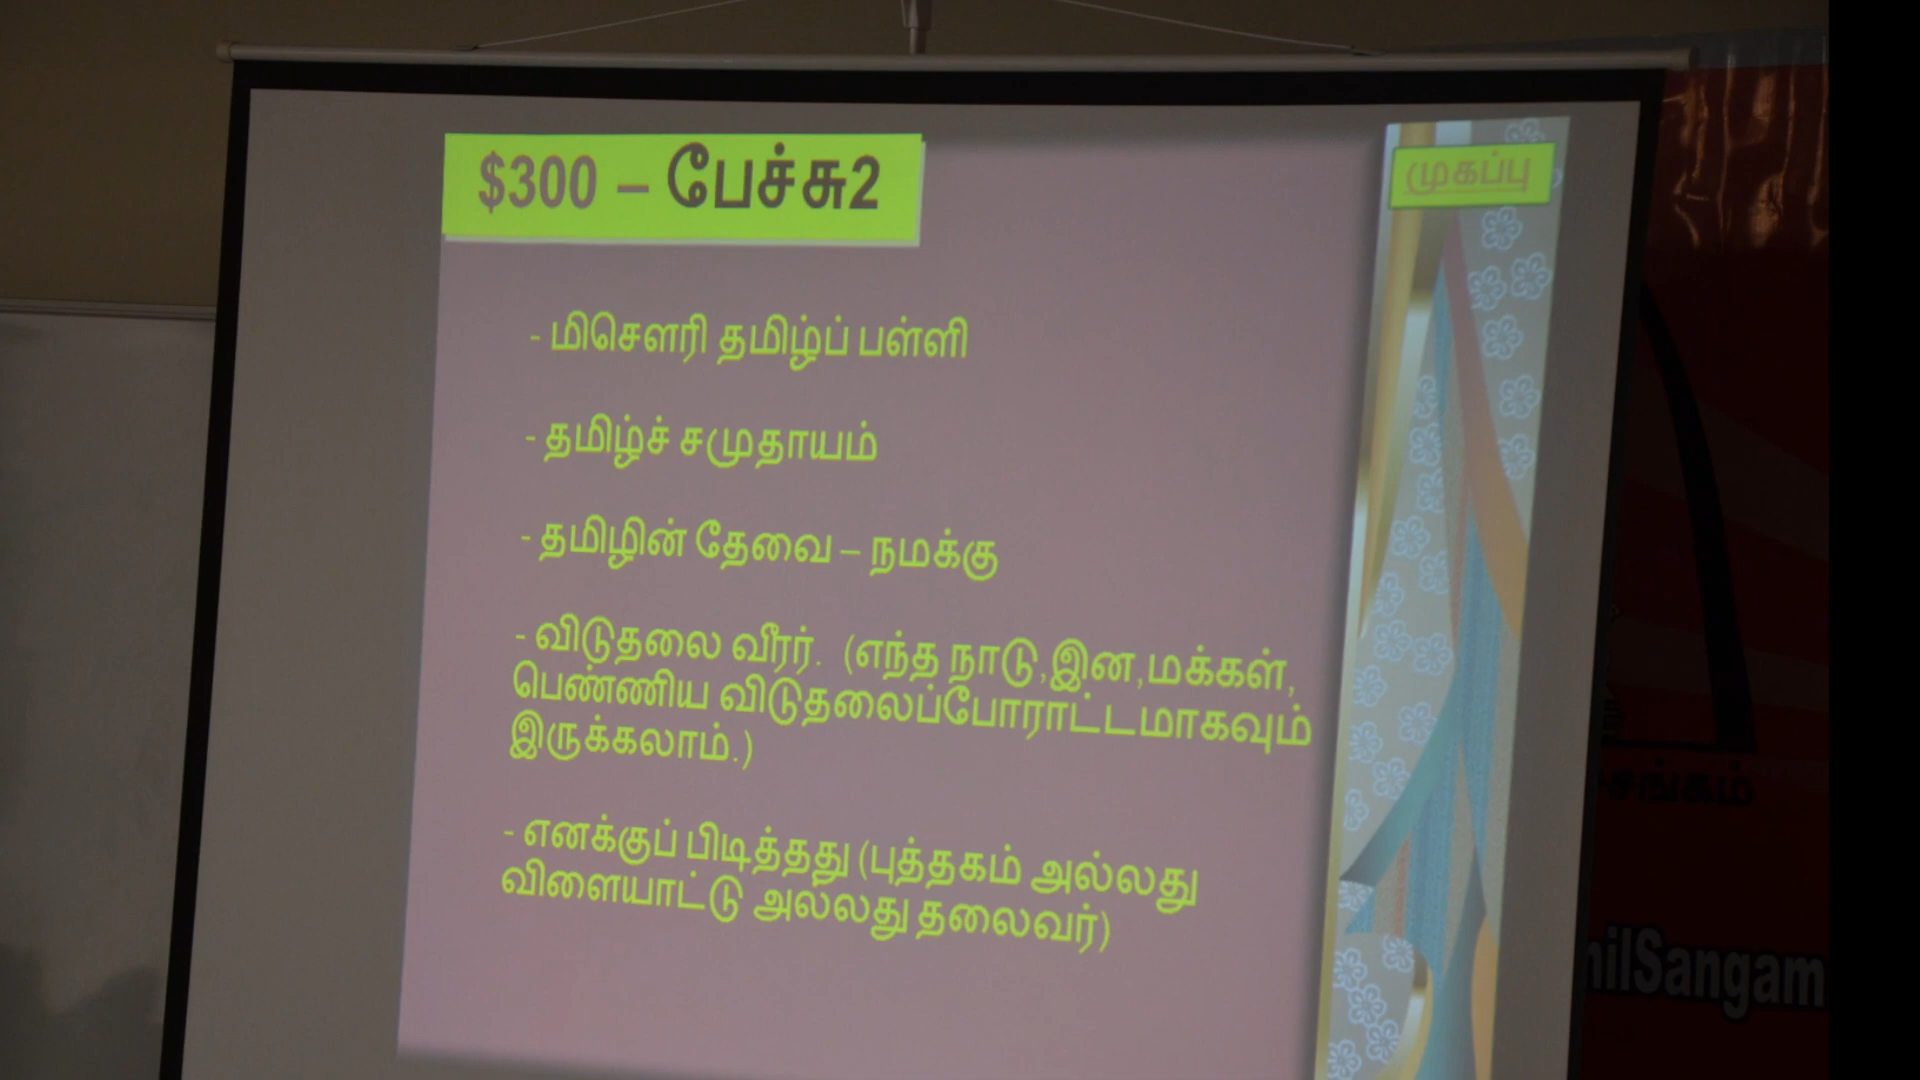 $300 – பேச்சு2
முகப்பு
- மிசௌரி தமிழ்ப் பள்ளி
- தமிழ்ச் சமுதாயம்
- தமிழின் தேவை – நமக்கு
- விடுதலை வீரர். (எந்த நாடு,இன,மக்கள்,
பெண்ணிய விடுதலைப்போராட்டமாகவும்
இருக்கலாம்.)
- எனக்குப் பிடித்தது (புத்தகம் அல்லது
விளையாட்டு அல்லது தலைவர்)
சங்கம்
ilSangam